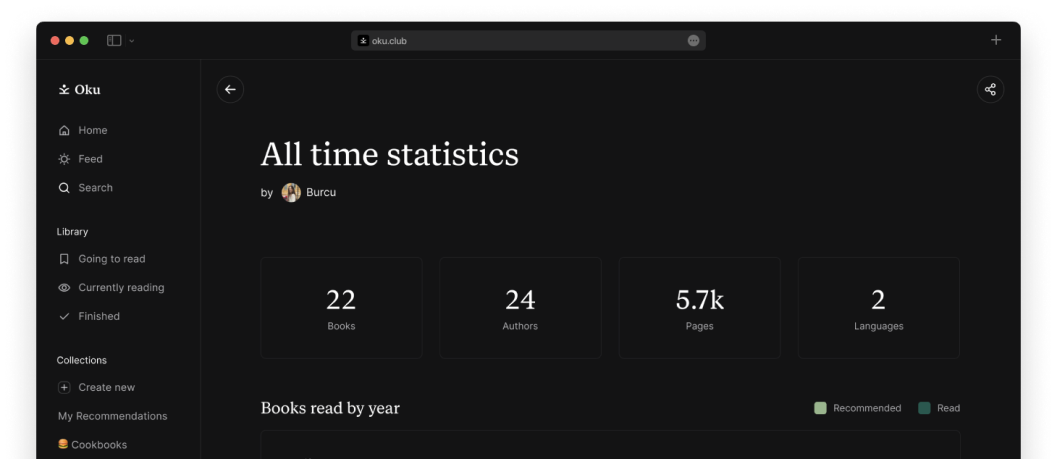 oku.club
Oku
Home
Feed
Search
Library
Going to read
Currently reading
Finished
Collections
Create new
My Recommendations
Cookbooks
All time statistics
by Burcu
22
Books
24
Authors
5.7k
Pages
2
Languages
Books read by year
Recommended
Read